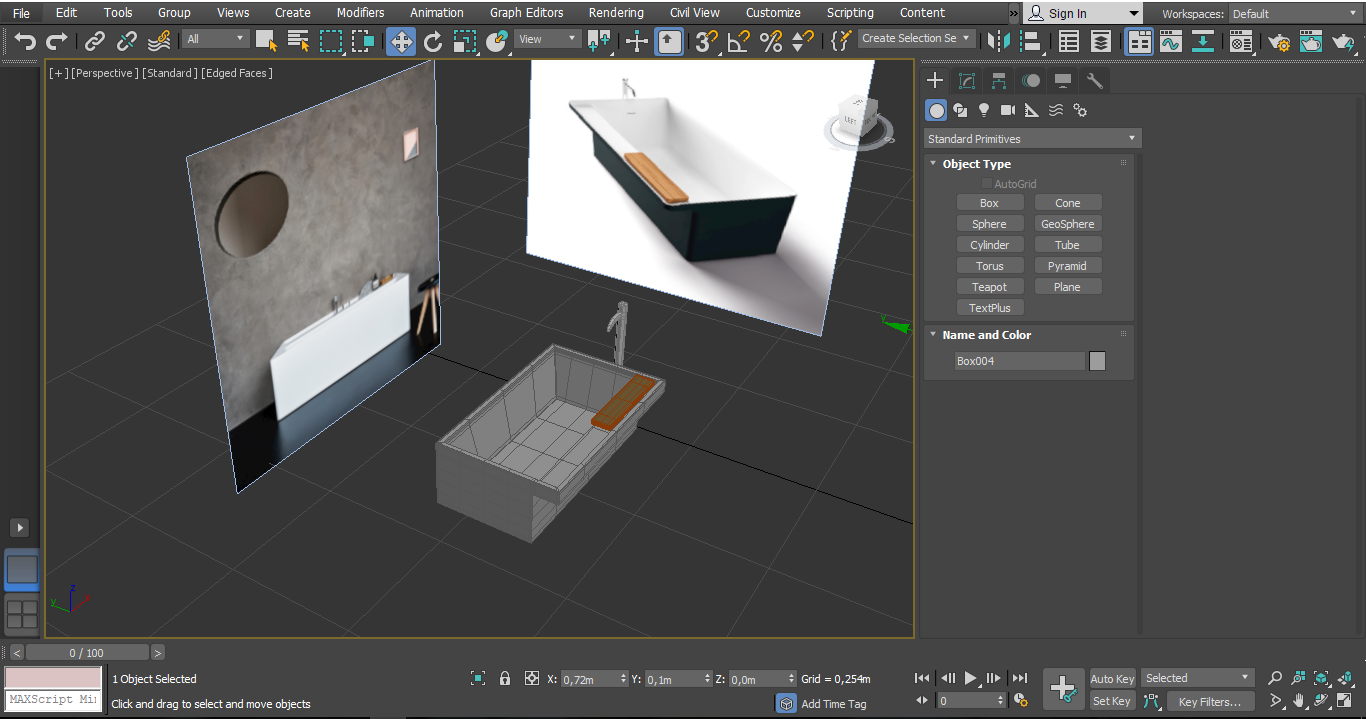 File Edit Tools Group Views Create Modifiers Animation Graph Editors Rendering Civil View Customize Scripting Content » Sign In Workspaces: Default
All View 3 Create Selection Se
[+] [Perspective] [Standard] [Edged Faces]
LEFT
Standard Primitives
Object Type
AutoGrid
Box Cone
Sphere GeoSphere
Cylinder Tube
Torus Pyramid
Teapot Plane
TextPlus
Name and Color
Box004
y
z
y x
< 0 / 100 >
1 Object Selected X: 0,72m Y: 0,1m Z: 0,0m Grid = 0,254m Auto Key Selected
MAXScript Mi
Click and drag to select and move objects Add Time Tag 0 Set Key Key Filters...